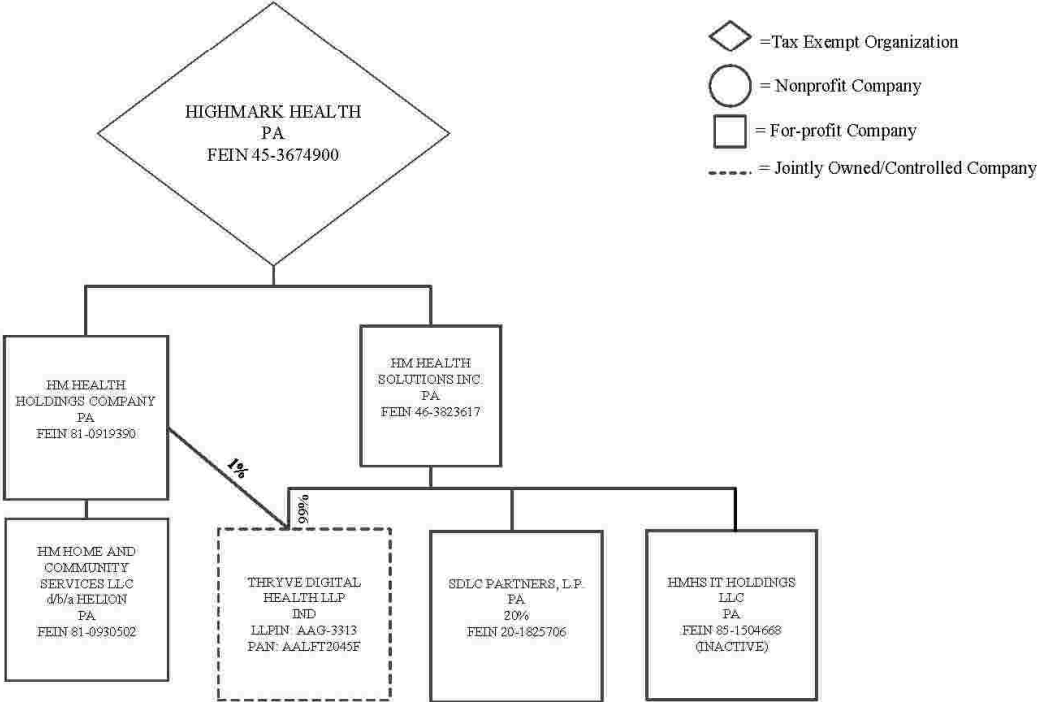 HIGHMARK HEALTH
PA
FEIN 45-3674900
=Tax Exempt Organization
= Nonprofit Company
= For-profit Company
= Jointly Owned/Controlled Company
HM HEALTH
HOLDINGS COMPANY
PA
FEIN 81-0919390
HM HEALTH
SOLUTIONS INC.
PA
FEIN 46-3823617
1%
99%
HM HOME AND
COMMUNITY
SERVICES LLC
d/b/a HELION
PA
FEIN 81-0930502
THRYVE DIGITAL
HEALTH LLP
IND
LLPIN: AAG-3313
PAN: AALFT2045F
SDLC PARTNERS, L.P.
PA
20%
FEIN 20-1825706
HMHS IT HOLDINGS
LLC
PA
FEIN 85-1504668
(INACTIVE)